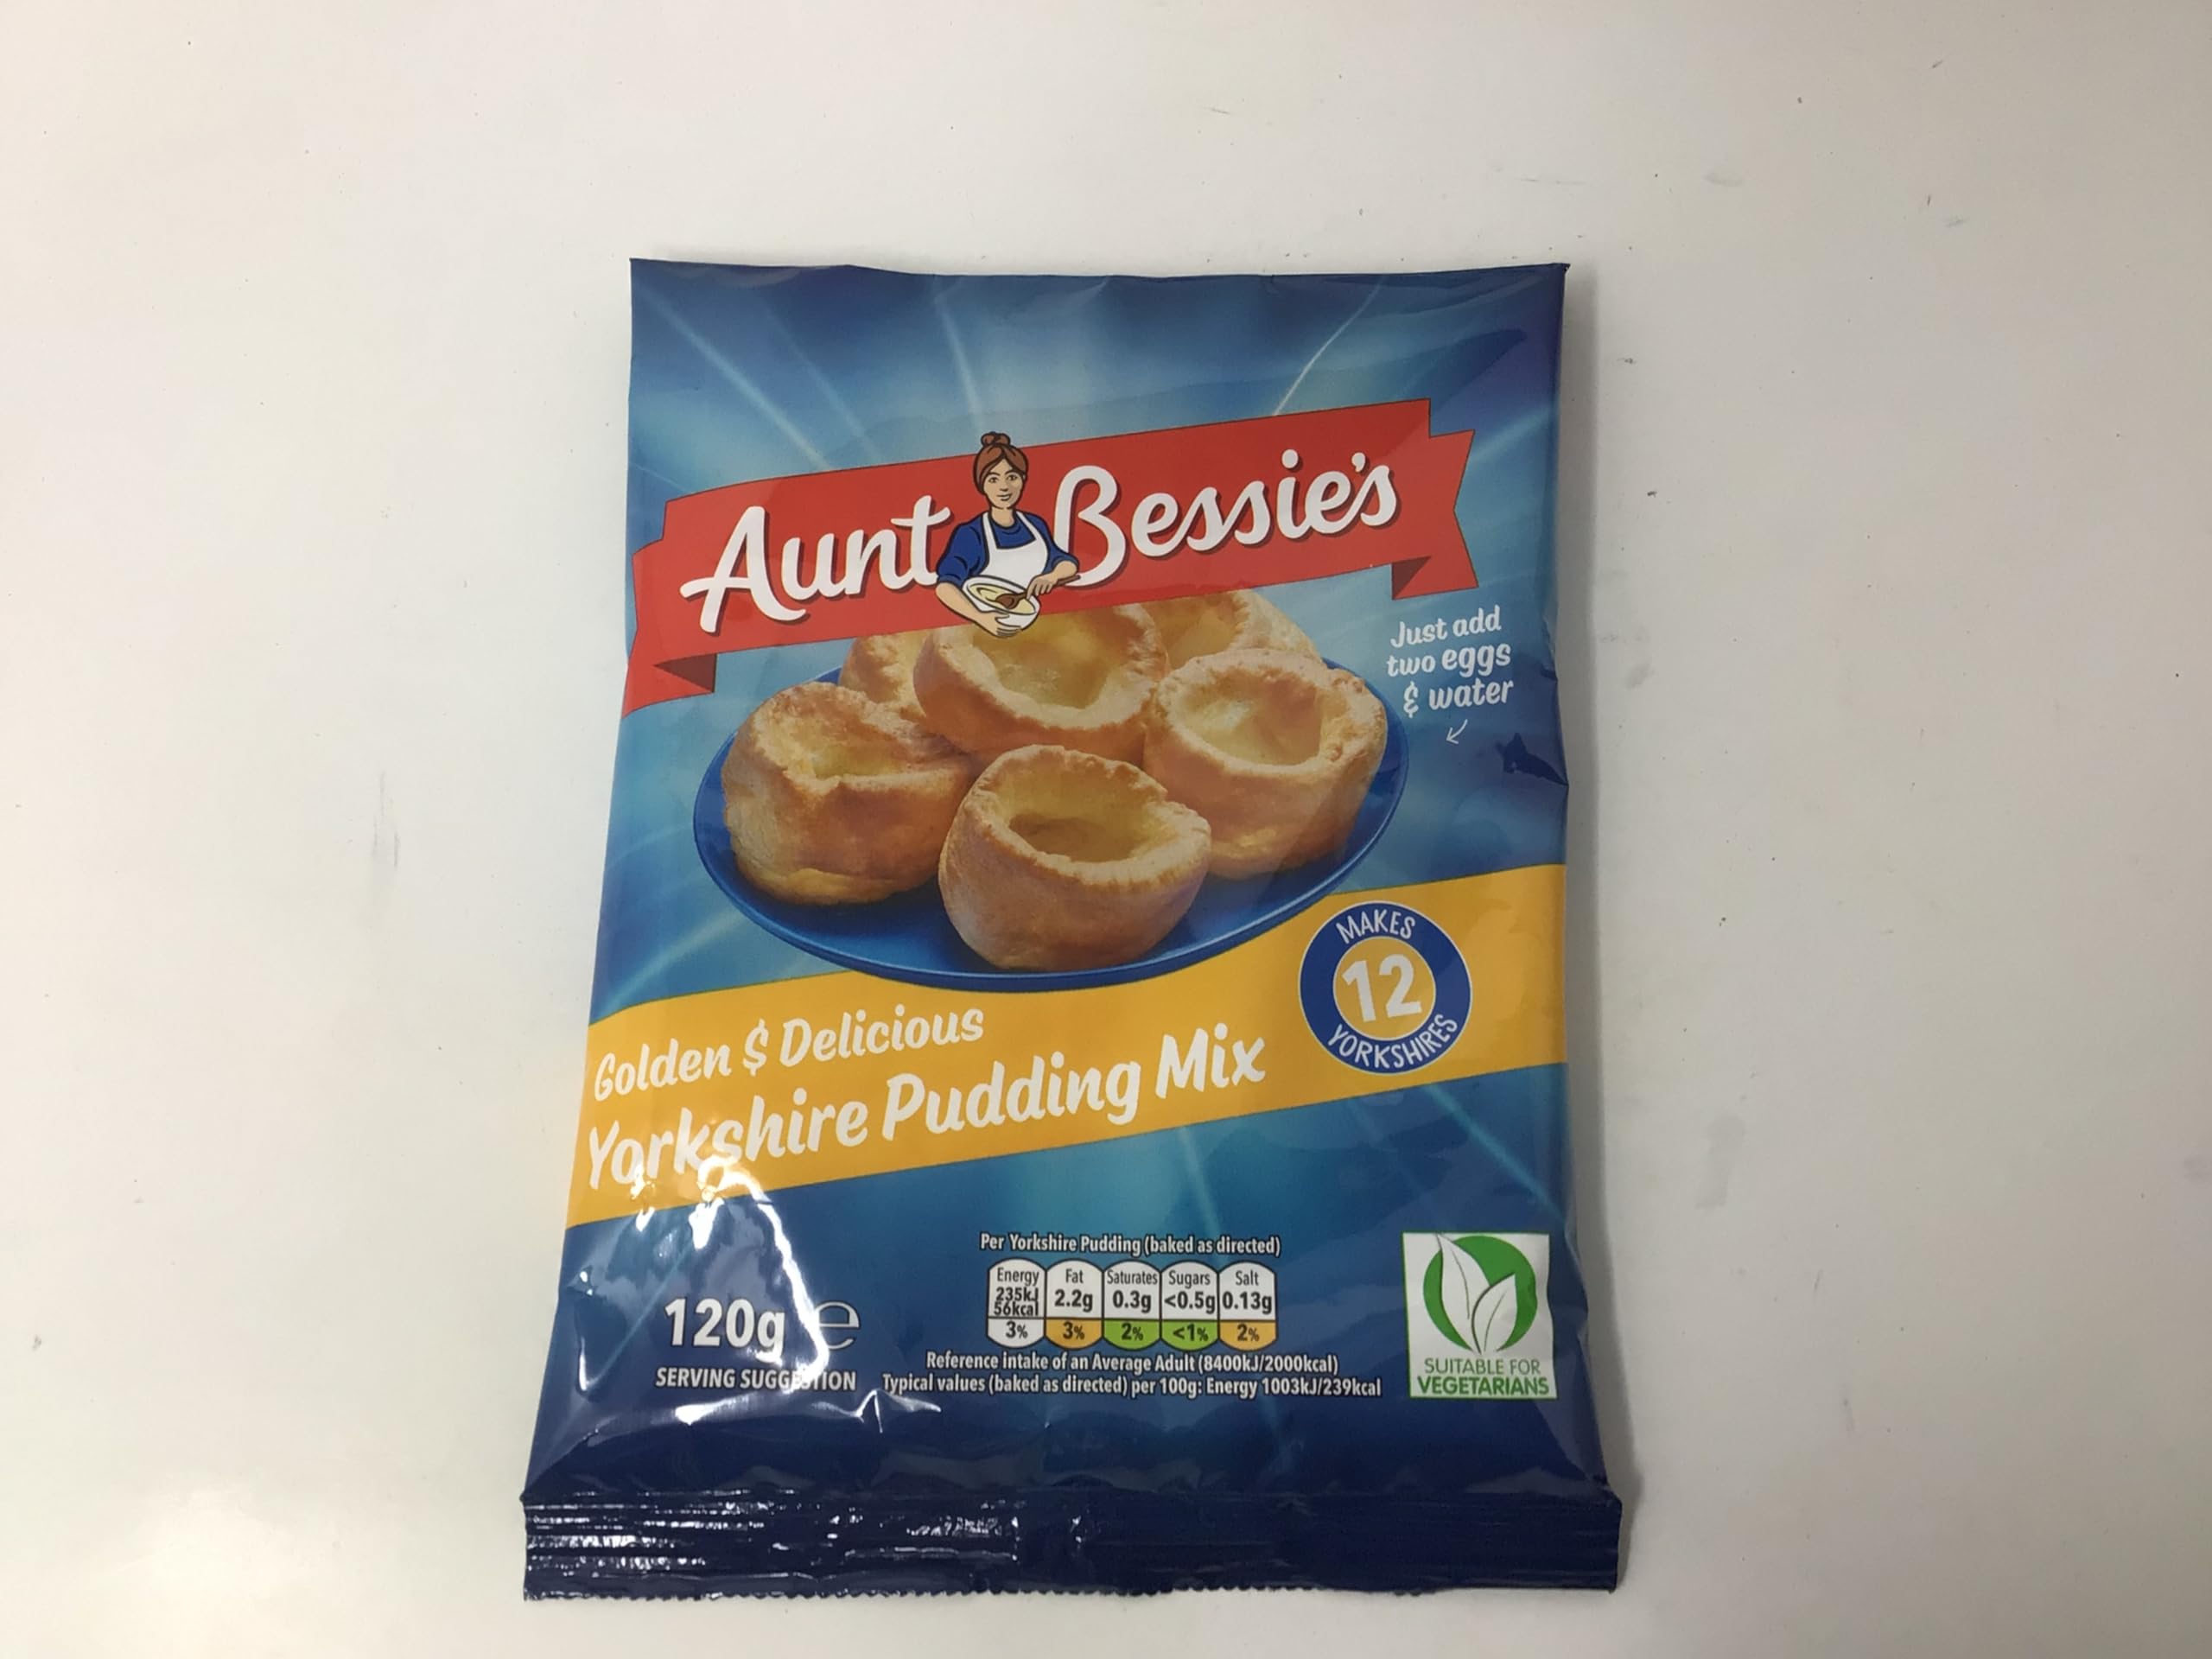 Aunt Bessie's
Just add
two eggs
& water
MAKES
12
YORKSHIRES
Golden & Delicious
Yorkshire Pudding Mix
Per Yorkshire Pudding (baked as directed)
Energy Fat Saturates Sugars Salt
235kJ
56kcal 2.2g 0.3g <0.5g 0.13g
3% 3% 2% <1% 2%
Reference intake of an Average Adult (8400kJ/2000kcal)
Typical values (baked as directed) per 100g: Energy 1003kJ/239kcal
120g e
SERVING SUGGESTION
SUITABLE FOR
VEGETARIANS